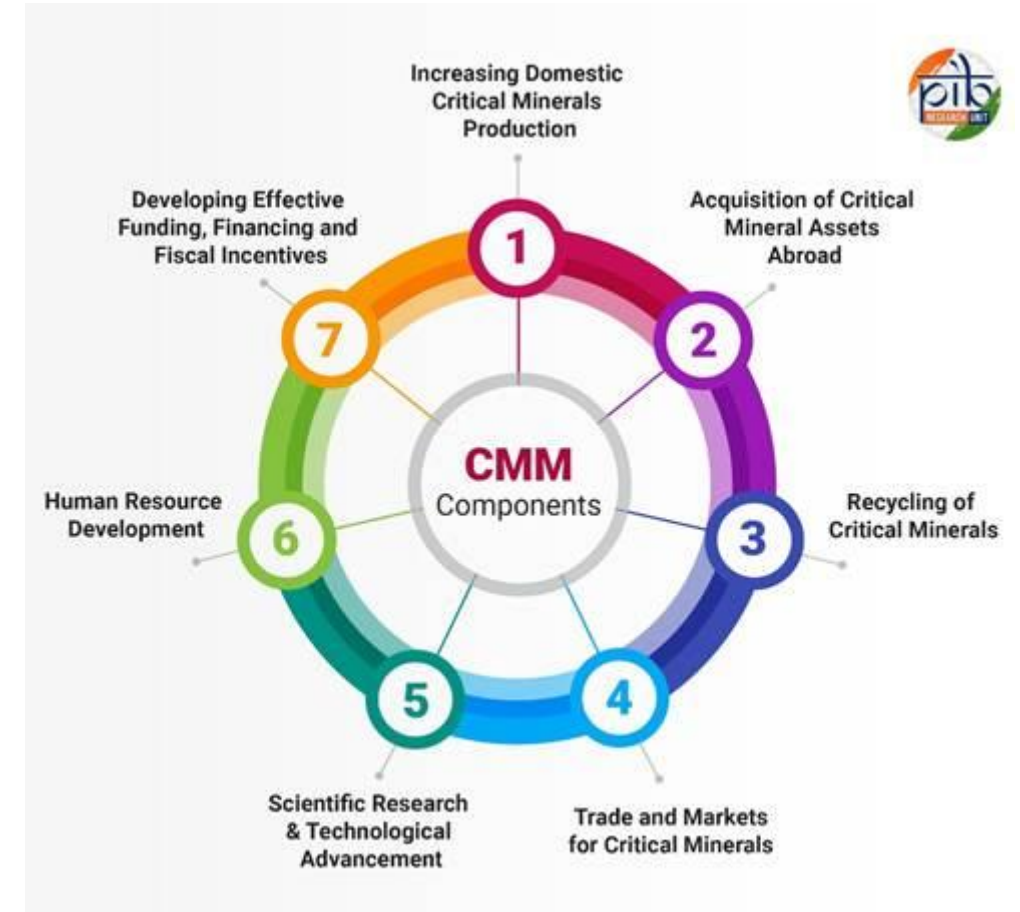 pib
RESEARCH UNIT
Increasing Domestic
Critical Minerals
Production
1
Acquisition of Critical
Mineral Assets
Abroad
2
Recycling of
Critical Minerals
3
Trade and Markets
for Critical Minerals
4
Scientific Research
& Technological
Advancement
5
Human Resource
Development
6
Developing Effective
Funding, Financing and
Fiscal Incentives
7
CMM
Components